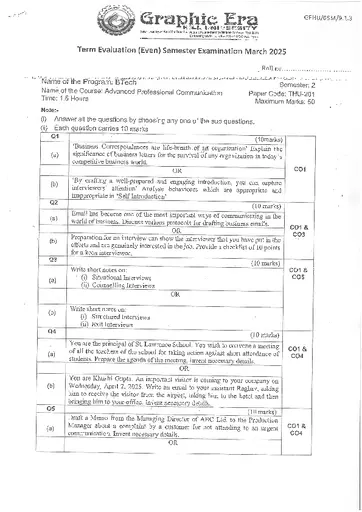 Graphic Era
HILL UNIVERSITY
Term Evaluation (Even) Semester Examination March 2025
Roll no.
Name of the Program: BTech
Semester: 2
Name of the Course: Advanced Professional Communication
Paper Code: THU-201
Time: 1.5 Hours
Maximum Marks: 50
Note:-
(i) Answer all the questions by choosing any one of the sub questions.
(ii) Each question carries 10 marks
Q1
(10marks)
(a)
'Business Correspondences are life-breath of an organisation' Explain the
significance of business letters for the survival of any organization in today's
competitive business world.
OR
CO1
(b)
'By crafting a well-prepared and engaging introduction, you can capture
interviewers' attention' Analyse behaviours which are appropriate and
inappropriate in 'Self Introduction'
Q2
(10 marks)
(a)
Email has become one of the most important ways of communicating in the
world of business. Discuss various protocols for drafting business emails.
OR
CO1 &
CO3
(b)
Preparation for an interview can show the interviewer that you have put in the
efforts and are genuinely interested in the job. Provide a checklist of 10 points
for a keen interviewee.
Q3
(10 marks)
(a)
Write short notes on:
(i) Situational Interviews
(ii) Counselling Interviews
CO1 &
CO3
OR
(b)
Write short notes on:
(i) Structured Interviews
(ii) Exit Interviews
Q4
(10 marks)
(a)
You are the principal of St. Lawrence School. You wish to convene a meeting
of all the teachers of the school for taking action against short attendance of
students. Prepare the agenda of the meeting. Invent necessary details.
CO1 &
CO4
OR
(b)
You are Khushi Gupta. An important visitor is coming to your company on
Wednesday, April 2, 2025. Write an email to your assistant Raghav, asking
him to receive the visitor from the airport, taking him to the hotel and then
bringing him to your office. Invent necessary details.
Q5
(10 marks)
(a)
Draft a Memo from the Managing Director of ABC Ltd. to the Production
Manager about a complaint by a customer for not attending to an urgent
communication. Invent necessary details.
CO1 &
CO4
OR